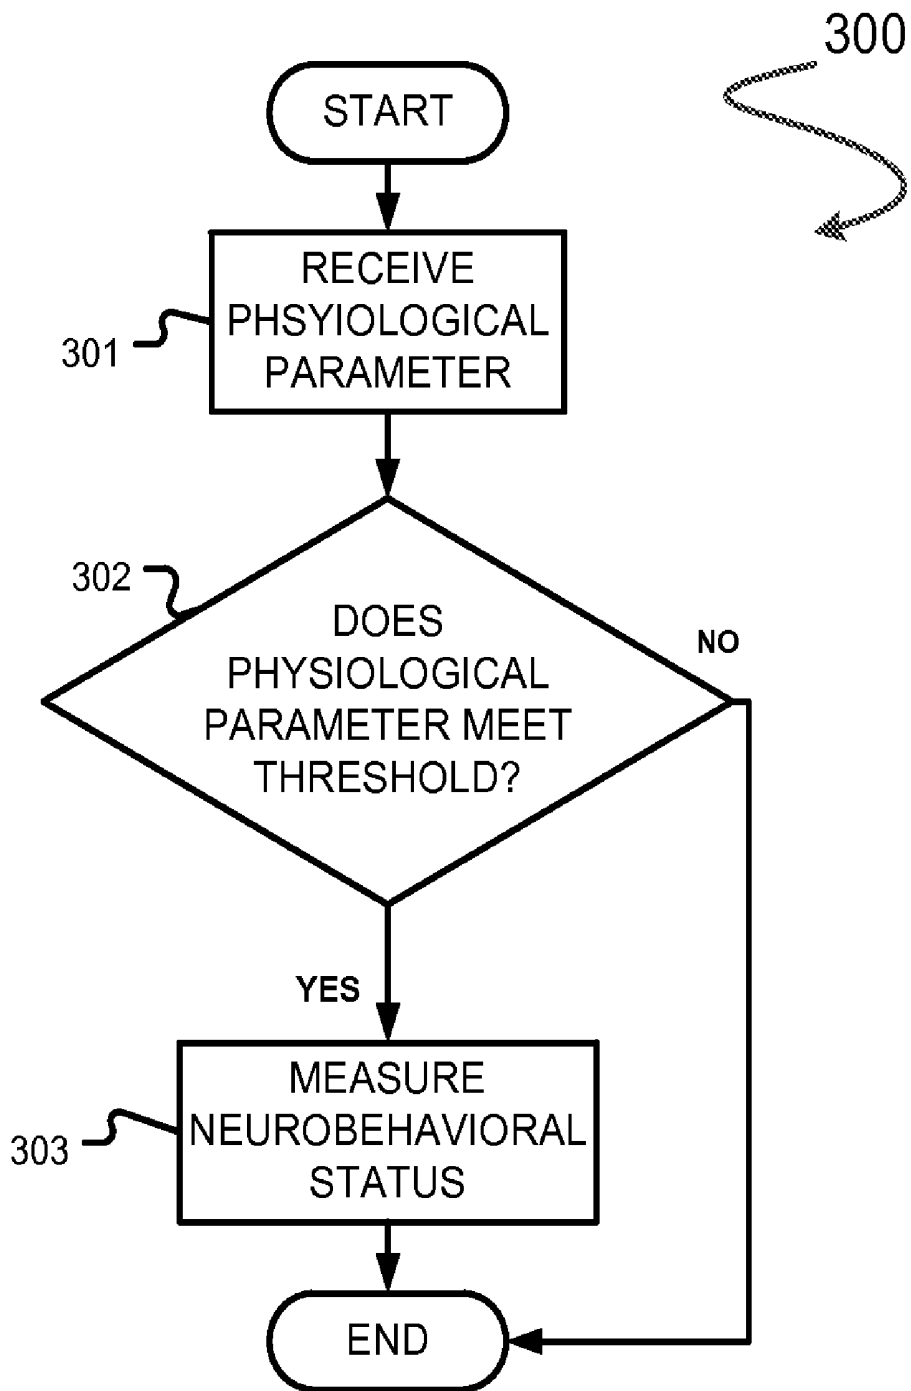 300
START
RECEIVE
PHSYIOLOGICAL
PARAMETER
301
302
DOES
PHYSIOLOGICAL
PARAMETER MEET
THRESHOLD?
NO
YES
MEASURE
NEUROBEHAVIORAL
STATUS
303
END